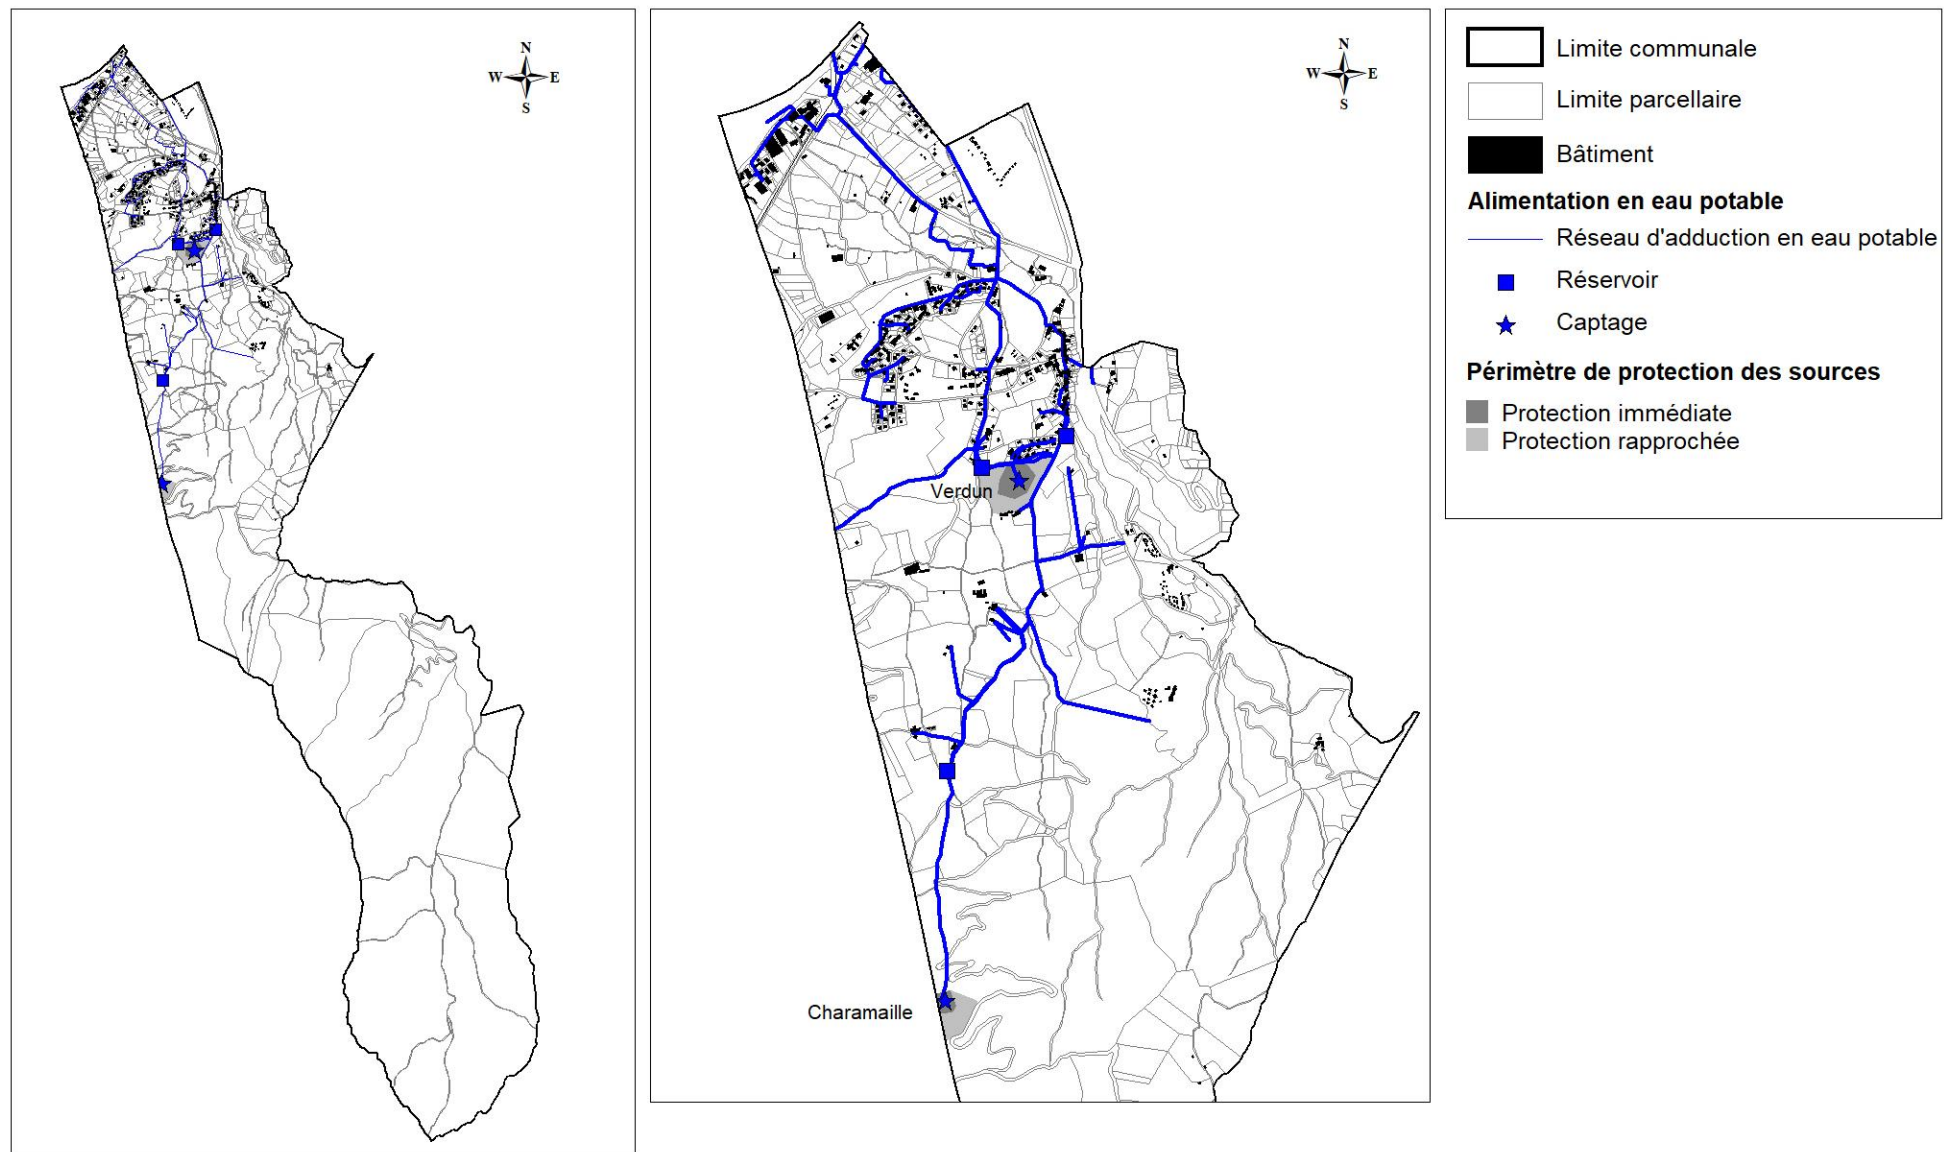 N
W E
S
N
W E
S
Verdun
Charamaille
Limite communale
Limite parcellaire
Bâtiment
Alimentation en eau potable
Réseau d'adduction en eau potable
Réservoir
Captage
Périmètre de protection des sources
Protection immédiate
Protection rapprochée